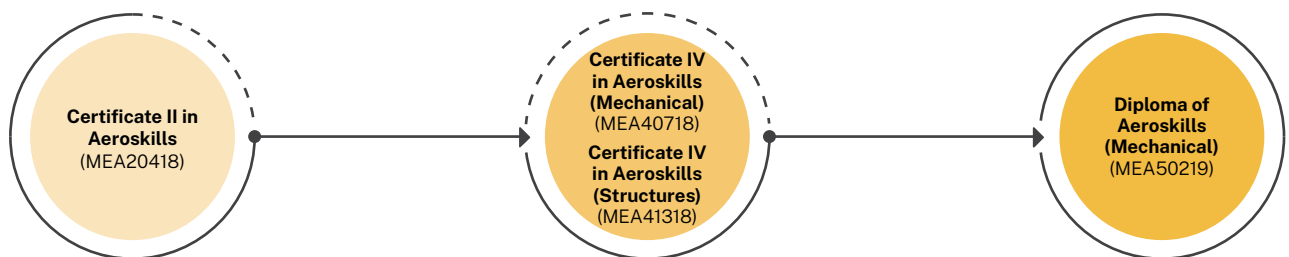 Certificate II in
Aeroskills
(MEA20418)
Certificate IV
in Aeroskills
(Mechanical)
(MEA40718)
Certificate IV
in Aeroskills
(Structures)
(MEA41318)
Diploma of
Aeroskills
(Mechanical)
(MEA50219)